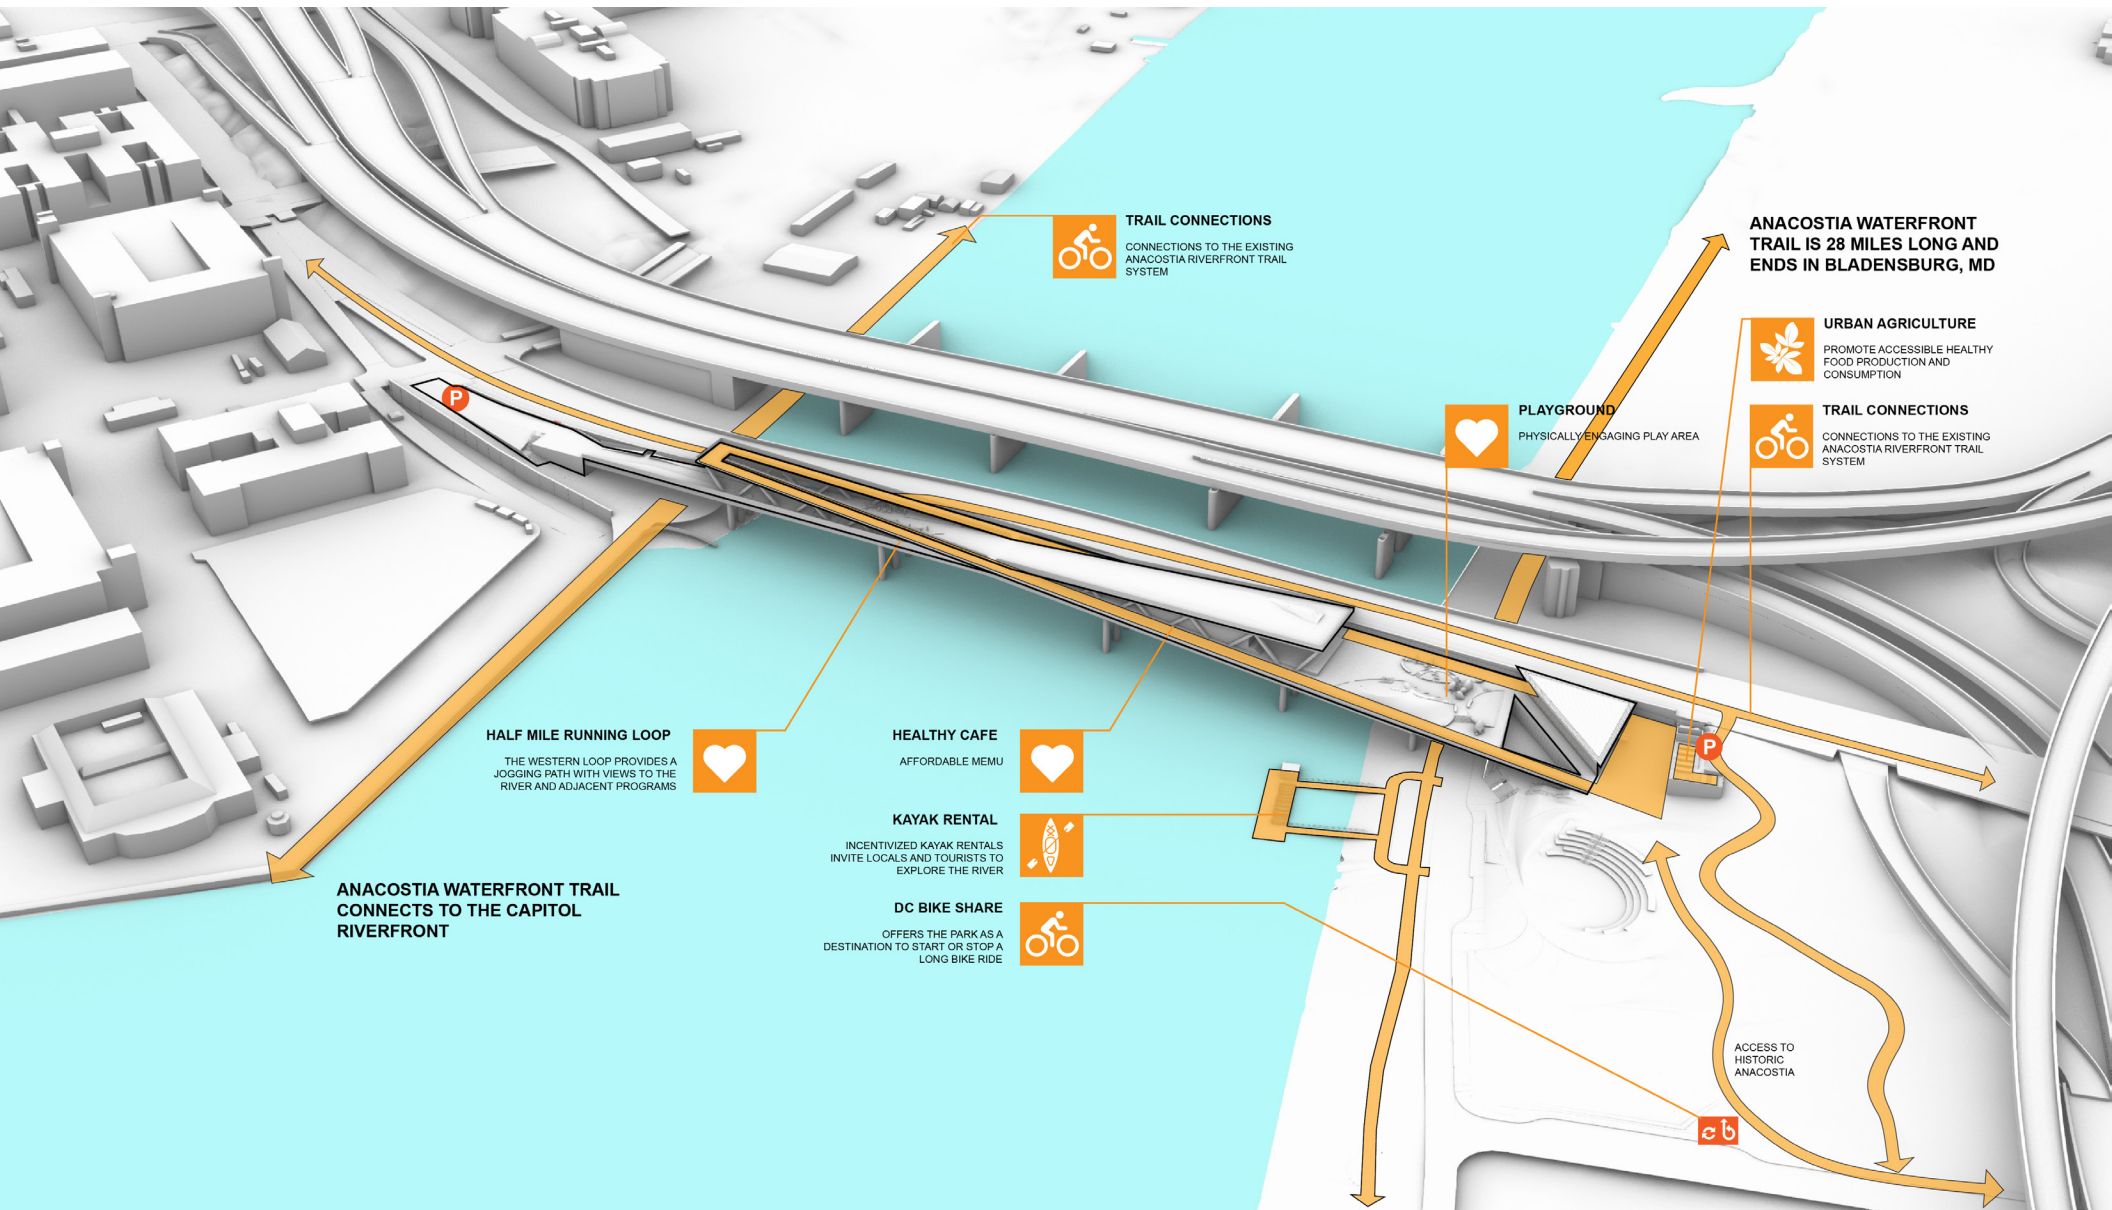 TRAIL CONNECTIONS
CONNECTIONS TO THE EXISTING
ANACOSTIA RIVERFRONT TRAIL
SYSTEM
ANACOSTIA WATERFRONT
TRAIL IS 28 MILES LONG AND
ENDS IN BLADENSBURG, MD
URBAN AGRICULTURE
PROMOTE ACCESSIBLE HEALTHY
FOOD PRODUCTION AND
CONSUMPTION
P
PLAYGROUND
PHYSICALLY ENGAGING PLAY AREA
TRAIL CONNECTIONS
CONNECTIONS TO THE EXISTING
ANACOSTIA RIVERFRONT TRAIL
SYSTEM
HALF MILE RUNNING LOOP
THE WESTERN LOOP PROVIDES A
JOGGING PATH WITH VIEWS TO THE
RIVER AND ADJACENT PROGRAMS
HEALTHY CAFE
AFFORDABLE MEMU
P
KAYAK RENTAL
INCENTIVIZED KAYAK RENTALS
INVITE LOCALS AND TOURISTS TO
EXPLORE THE RIVER
ANACOSTIA WATERFRONT TRAIL
CONNECTS TO THE CAPITOL
RIVERFRONT
DC BIKE SHARE
OFFERS THE PARK AS A
DESTINATION TO START OR STOP A
LONG BIKE RIDE
ACCESS TO
HISTORIC
ANACOSTIA
cb